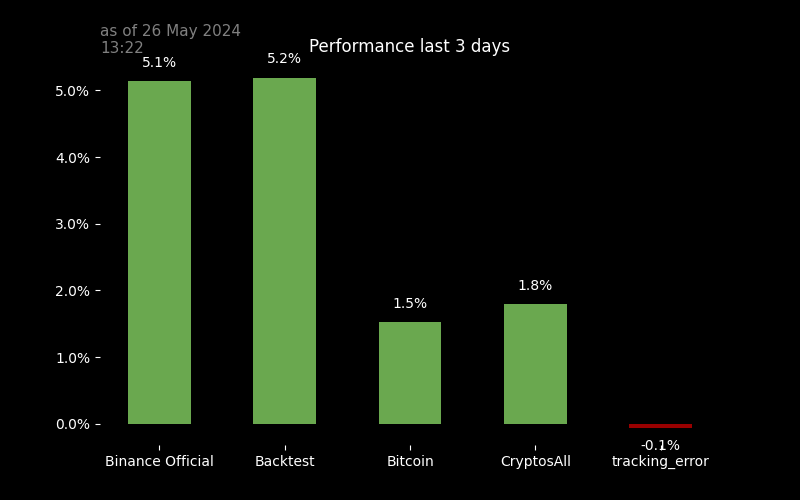 as of 26 May 2024
13:22
Performance last 3 days
5.1%
5.2%
1.5%
1.8%
-0.1%
5.0%
4.0%
3.0%
2.0%
1.0%
0.0%
Binance Official
Backtest
Bitcoin
CryptosAll
tracking_error